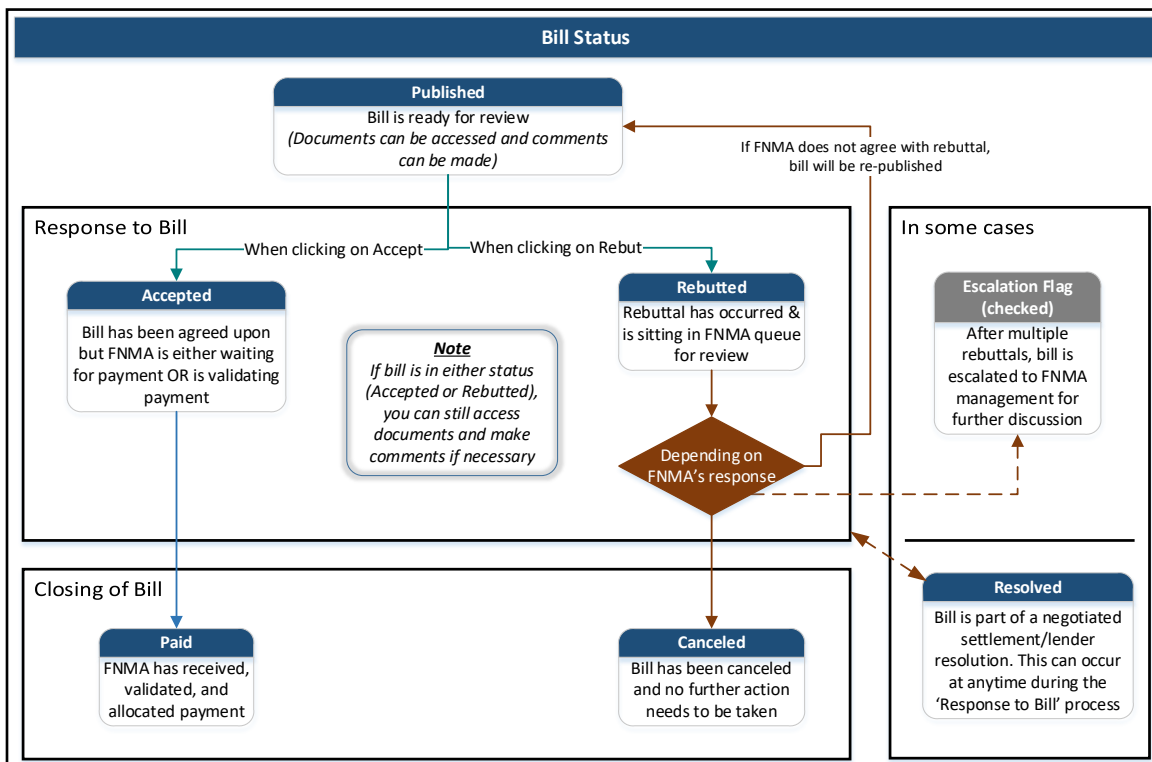 Bill Status
Published
Bill is ready for review
(Documents can be accessed and comments
can be made)
If FNMA does not agree with rebuttal,
bill will be re-published
Response to Bill
When clicking on Accept
When clicking on Rebut
Accepted
Bill has been agreed upon
but FNMA is either waiting
for payment OR is validating
payment
Note
If bill is in either status
(Accepted or Rebutted),
you can still access
documents and make
comments if necessary
Rebutted
Rebuttal has occurred &
is sitting in FNMA queue
for review
Depending on
FNMA’s response
In some cases
Escalation Flag
(checked)
After multiple
rebuttals, bill is
escalated to FNMA
management for
further discussion
Closing of Bill
Paid
FNMA has received,
validated, and
allocated payment
Canceled
Bill has been canceled
and no further action
needs to be taken
Resolved
Bill is part of a negotiated
settlement/lender
resolution. This can occur
at anytime during the
‘Response to Bill’ process